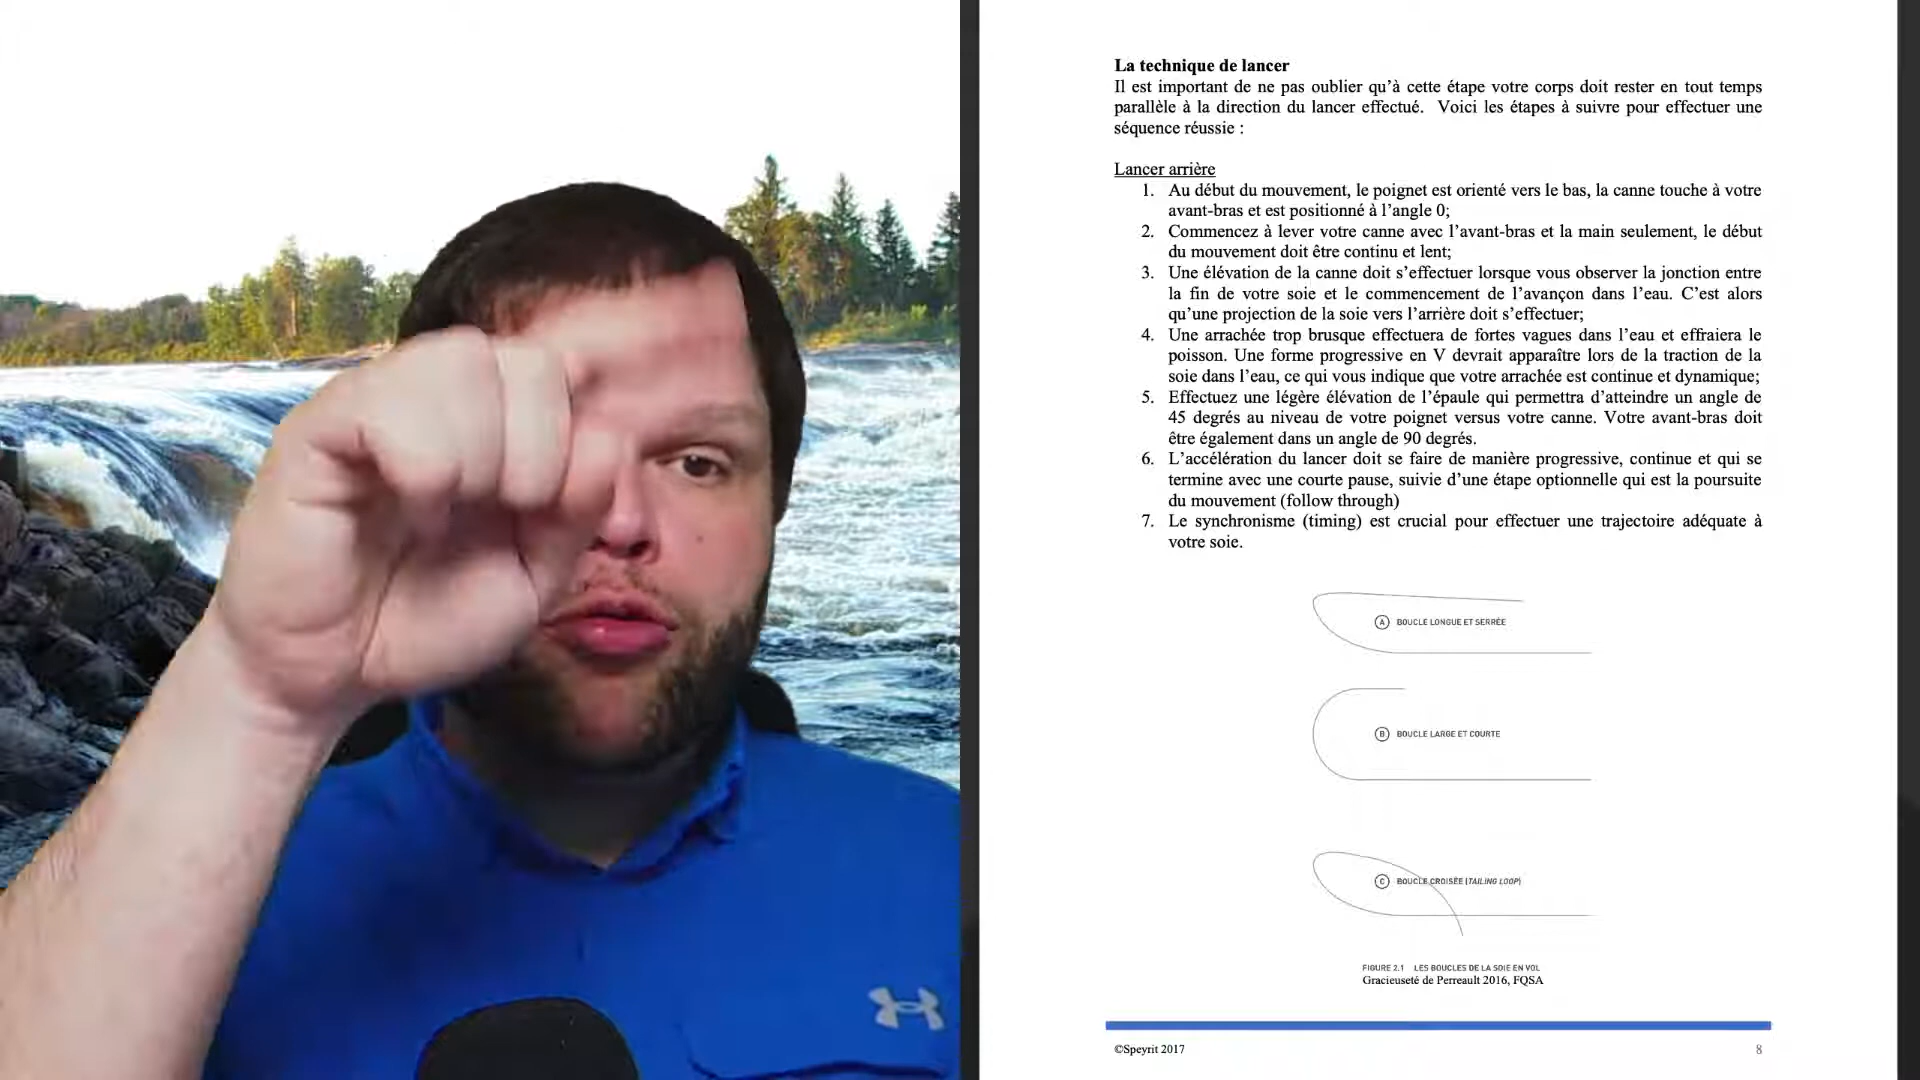 La technique de lancer
Il est important de ne pas oublier qu'à cette étape votre corps doit rester en tout temps
parallèle à la direction du lancer effectué.  Voici les étapes à suivre pour effectuer une
séquence réussie :
Lancer arrière
1. Au début du mouvement, le poignet est orienté vers le bas, la canne touche à votre
avant-bras et est positionné à l'angle 0;
2. Commencez à lever votre canne avec l'avant-bras et la main seulement, le début
du mouvement doit être continu et lent;
3. Une élévation de la canne doit s'effectuer lorsque vous observer la jonction entre
la fin de votre soie et le commencement de l'avançon dans l'eau. C'est alors
qu'une projection de la soie vers l'arrière doit s'effectuer;
4. Une arrachée trop brusque effectuera de fortes vagues dans l'eau et effraiera le
poisson. Une forme progressive en V devrait apparaître lors de la traction de la
soie dans l'eau, ce qui vous indique que votre arrachée est continue et dynamique;
5. Effectuez une légère élévation de l'épaule qui permettra d'atteindre un angle de
45 degrés au niveau de votre poignet versus votre canne. Votre avant-bras doit
être également dans un angle de 90 degrés.
6. L'accélération du lancer doit se faire de manière progressive, continue et qui se
termine avec une courte pause, suivie d'une étape optionnelle qui est la poursuite
du mouvement (follow through)
7. Le synchronisme (timing) est crucial pour effectuer une trajectoire adéquate à
votre soie.
A BOUCLE LONGUE ET SERRÉE
B BOUCLE LARGE ET COURTE
C BOUCLE CROISÉE (TAILING LOOP)
FIGURE 2.1 LES BOUCLES DE LA SOIE EN VOL
Gracieuseté de Perreault 2016, FQSA
©Speyrit 2017
8